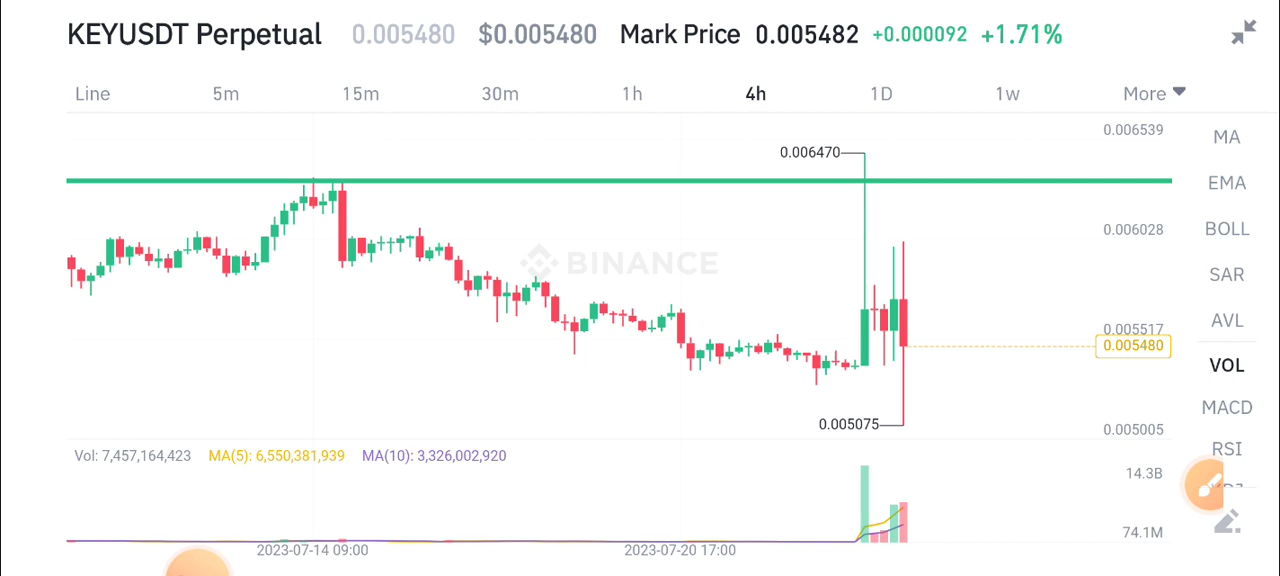 KEYUSDT Perpetual 0.005480 $0.005480 Mark Price 0.005482 +0.000092 +1.71%
Line 5m 15m 30m 1h 4h 1D 1w More
0.006539
MA
0.006470
EMA
0.006028
BOLL
BINANCE
SAR
0.005517
AVL
0.005480
VOL
MACD
0.005075
0.005005
RSI
Vol: 7,457,164,423 MA(5): 6,550,381,939 MA(10): 3,326,002,920
14.3B
74.1M
2023-07-14 09:00 2023-07-20 17:00